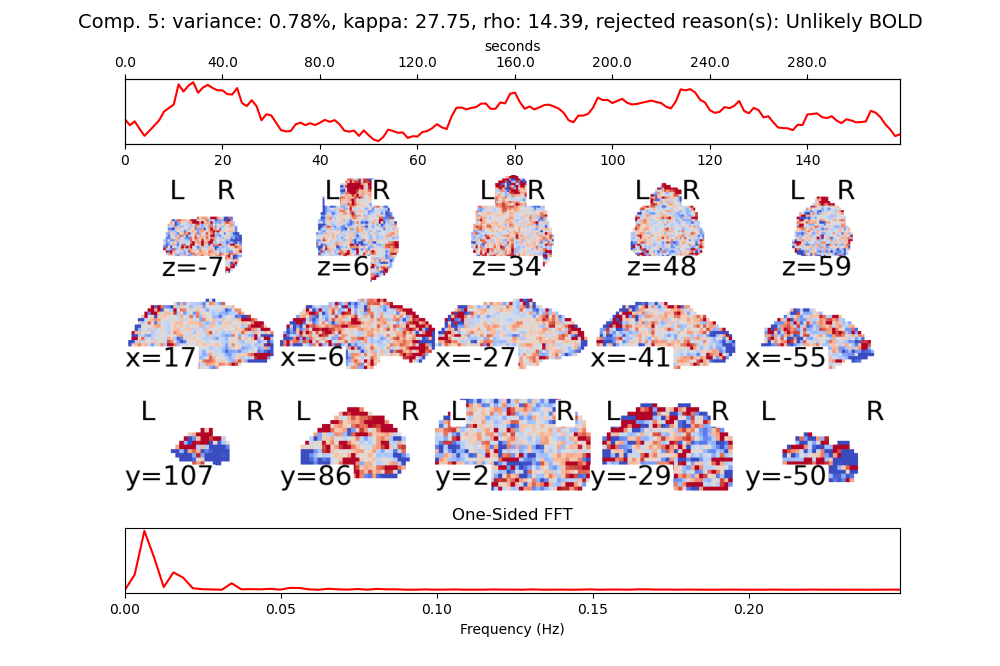 Comp. 5: variance: 0.78%, kappa: 27.75, rho: 14.39, rejected reason(s): Unlikely BOLD
seconds
0.0 40.0 80.0 120.0 160.0 200.0 240.0 280.0
0 20 40 60 80 100 120 140
L R L R L R L R L R
z=-7 z=6 z=34 z=48 z=59
x=17 x=-6 x=-27 x=-41 x=-55
L R L R L R L R L R
y=107 y=86 y=2 y=-29 y=-50
One-Sided FFT
0.00 0.05 0.10 0.15 0.20
Frequency (Hz)